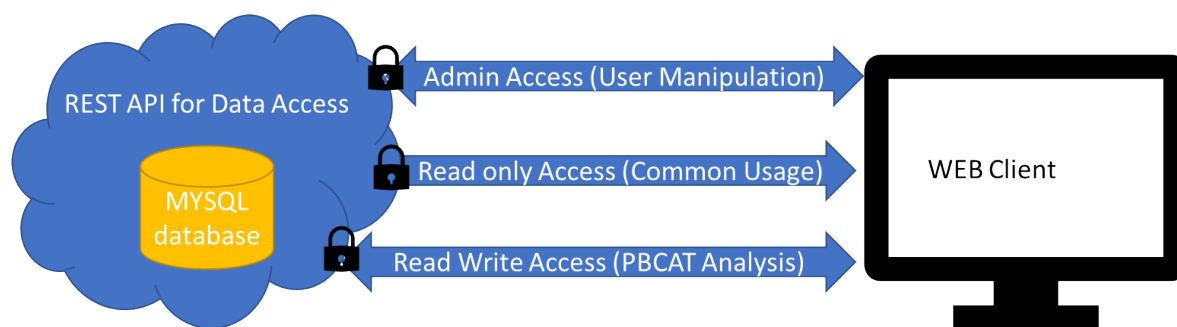 Admin Access (User Manipulation)
REST API for Data Access
Read only Access (Common Usage)
WEB Client
MYSQL
database
Read Write Access (PBCAT Analysis)